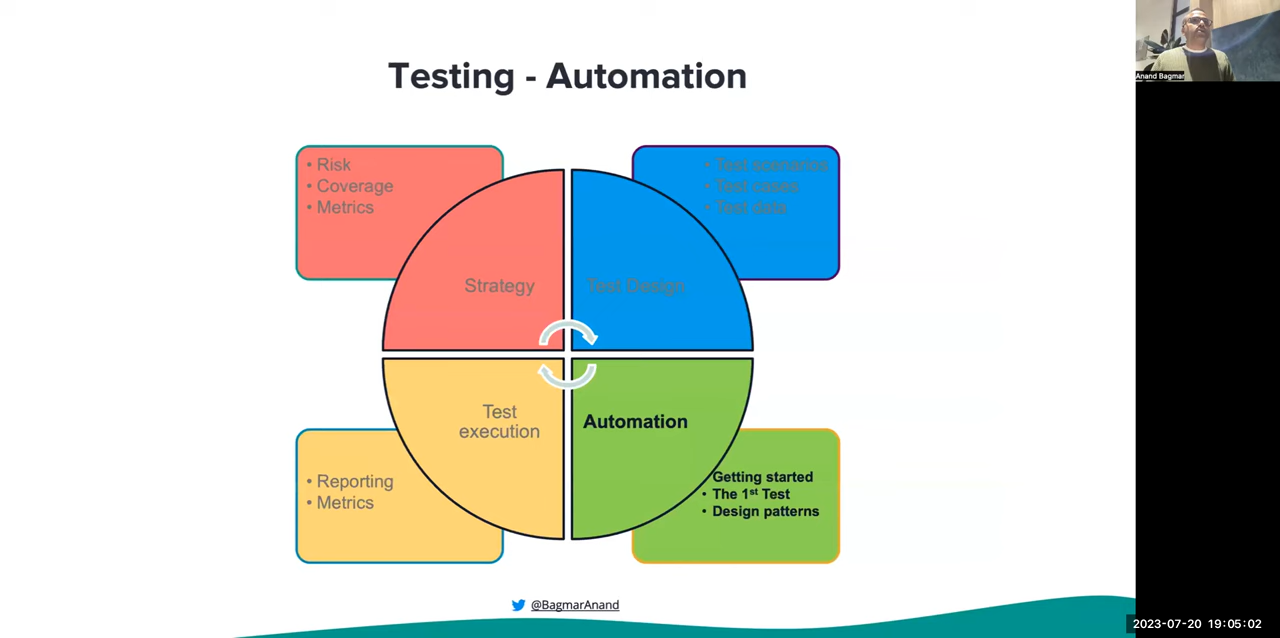 Testing - Automation
Anand Bagmar
• Risk
• Coverage
• Metrics
• Test scenarios
• Test cases
• Test data
Strategy
Test Design
Test
execution
Automation
• Reporting
• Metrics
Getting started
• The 1st Test
• Design patterns
@BagmarAnand
2023-07-20 19:05:02